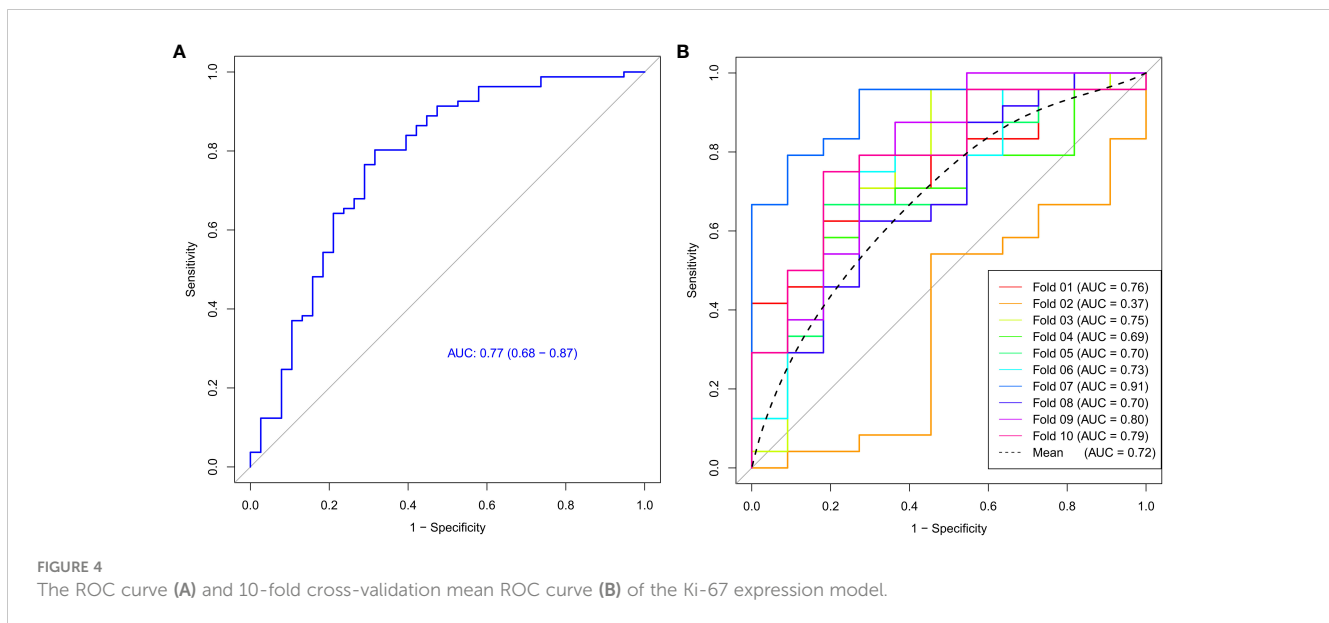 A
B
1.0
0.8
0.6
0.4
0.2
0.0
Sensitivity
AUC: 0.77 (0.68 − 0.87)
0.0 0.2 0.4 0.6 0.8 1.0
1 − Specificity
1.0
0.8
0.6
0.4
0.2
0.0
Sensitivity
Fold 01 (AUC = 0.76)
Fold 02 (AUC = 0.37)
Fold 03 (AUC = 0.75)
Fold 04 (AUC = 0.69)
Fold 05 (AUC = 0.70)
Fold 06 (AUC = 0.73)
Fold 07 (AUC = 0.91)
Fold 08 (AUC = 0.70)
Fold 09 (AUC = 0.80)
Fold 10 (AUC = 0.79)
Mean (AUC = 0.72)
0.0 0.2 0.4 0.6 0.8 1.0
1 − Specificity
FIGURE 4
The ROC curve (A) and 10-fold cross-validation mean ROC curve (B) of the Ki-67 expression model.